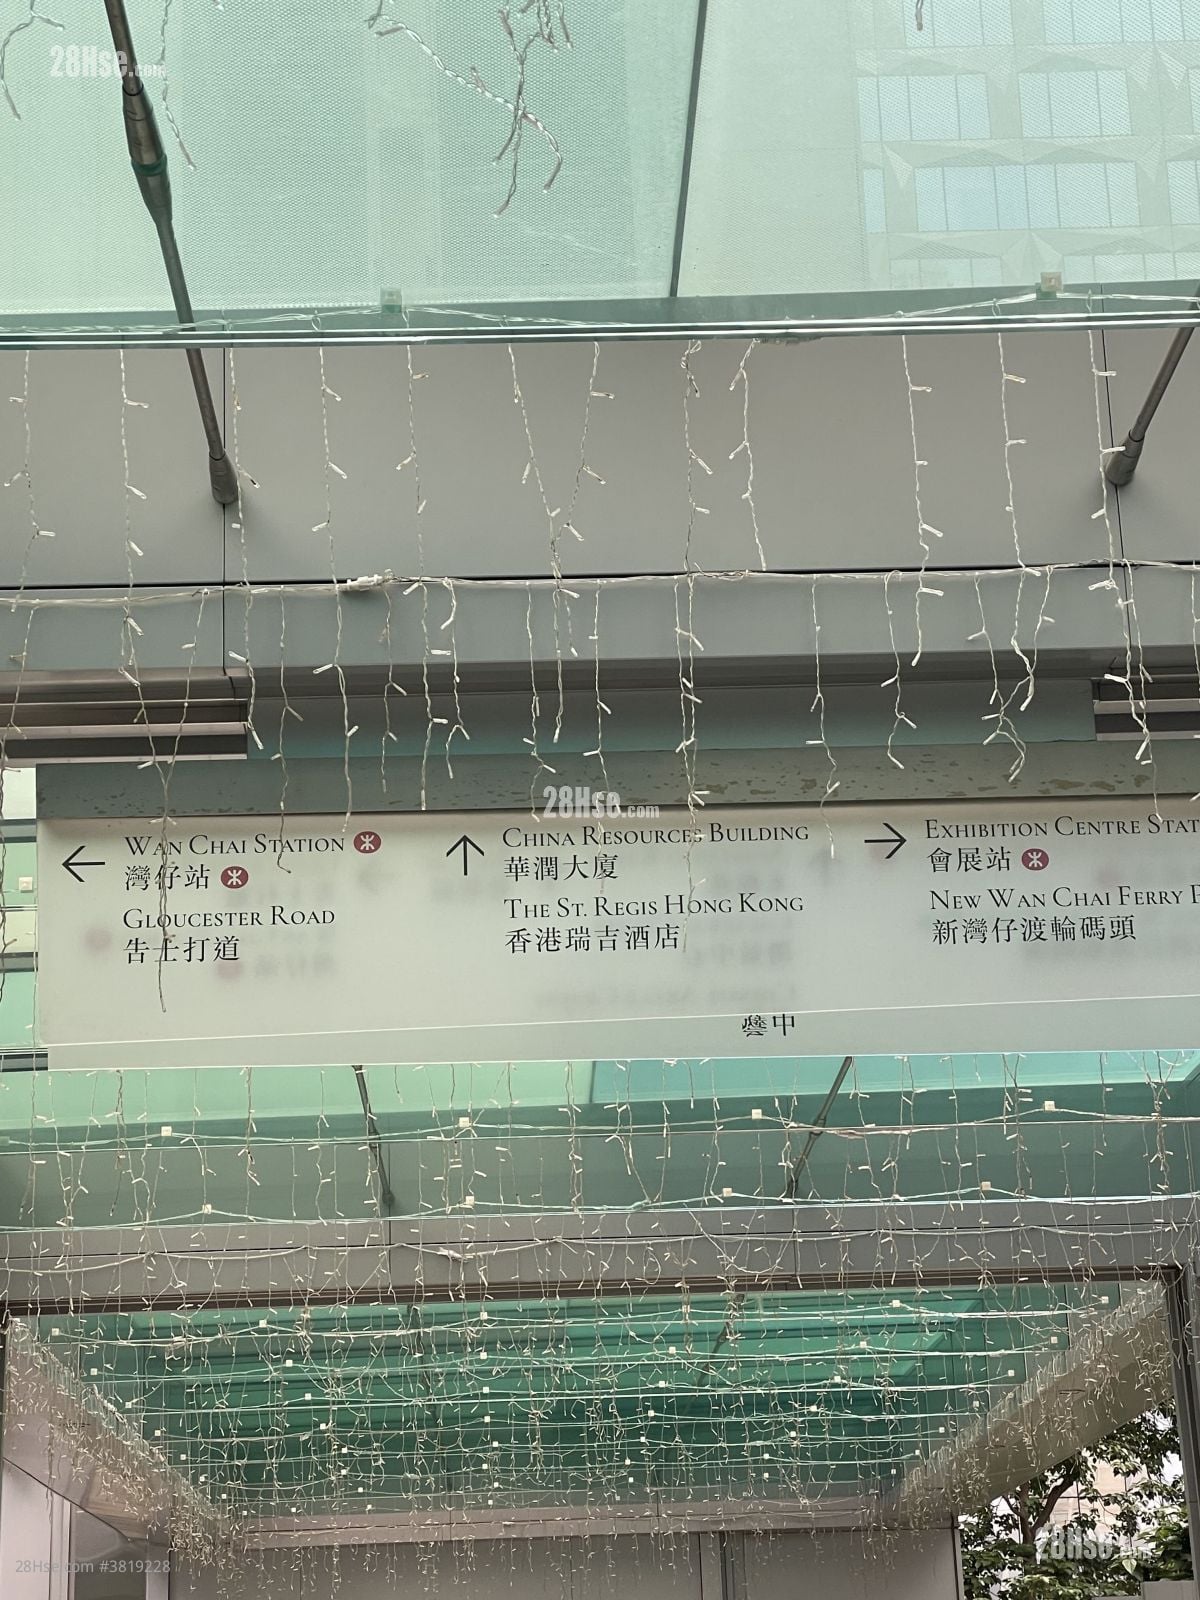 28Hse.com
28Hse.com
WAN CHAI STATION
灣仔站
GLOUCESTER ROAD
告士打道
CHINA RESOURCES BUILDING
華潤大廈
THE ST. REGIS HONG KONG
香港瑞吉酒店
EXHIBITION CENTRE STAT
會展站
NEW WAN CHAI FERRY P
新灣仔渡輪碼頭
28Hse
28Hse.com #3819228